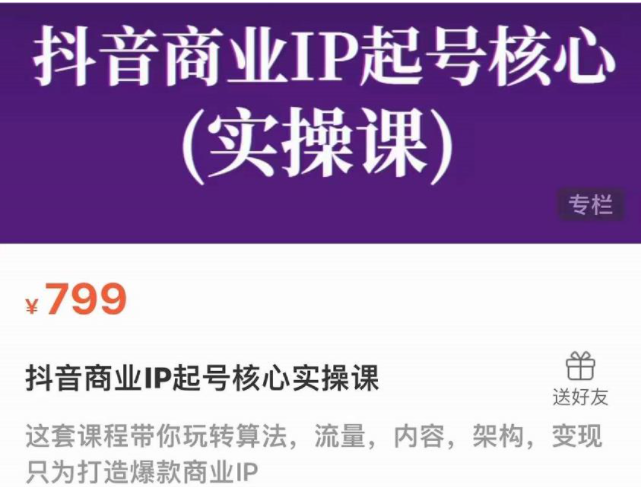 抖音商业IP起号核心
(实操课)
专栏
¥799
抖音商业IP起号核心实操课
送好友
这套课程带你玩转算法，流量，内容，架构，变现
只为打造爆款商业IP